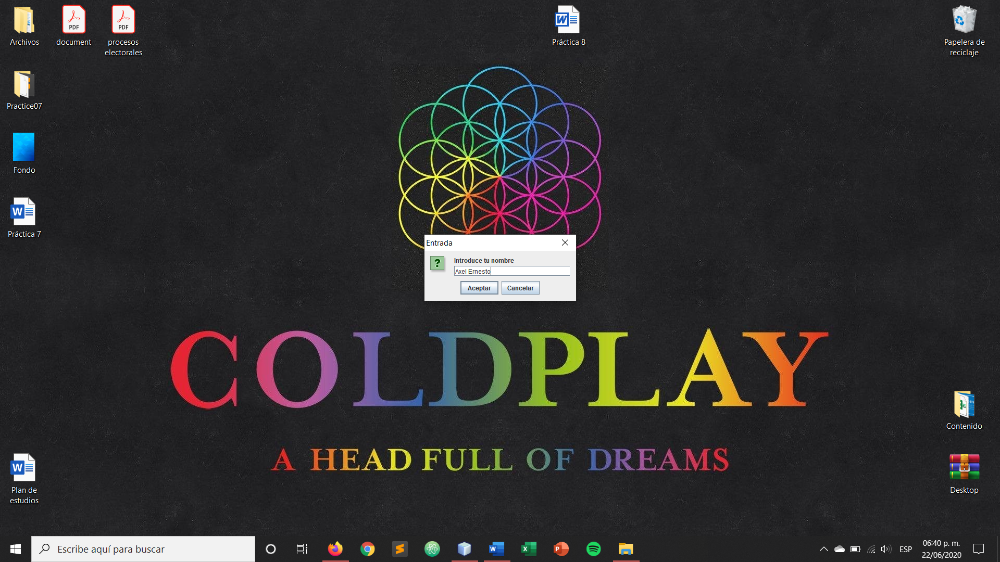 Archivos
document
procesos
electorales
Práctica 8
Papelera de
reciclaje
Practice07
Fondo
Práctica 7
Entrada
Introduce tu nombre
Axel Ernesto
Aceptar
Cancelar
COLDPLAY
A HEAD FULL OF DREAMS
Contenido
Plan de
estudios
Desktop
Escribe aquí para buscar
ESP
06:40 p. m.
22/06/2020